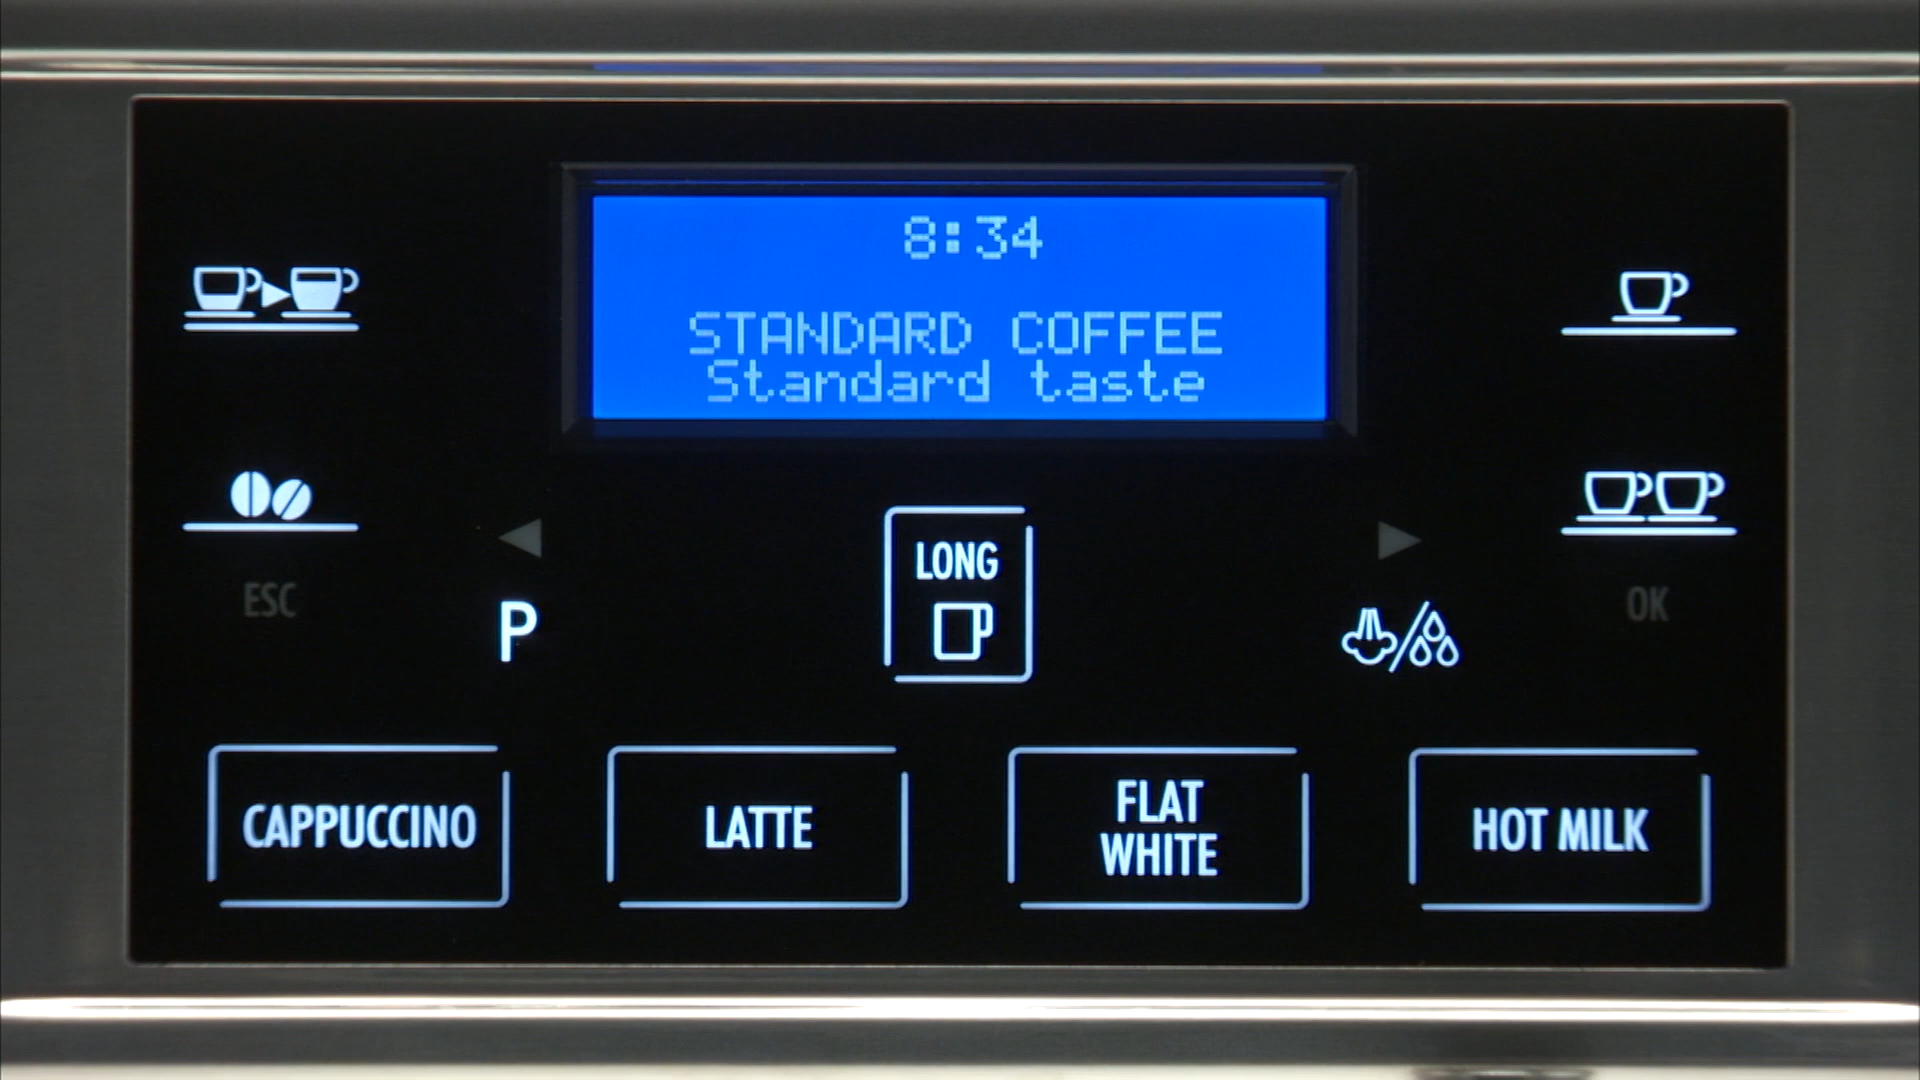 8:34
STANDARD COFFEE
Standard taste
ESC
P
LONG
OK
CAPPUCCINO
LATTE
FLAT
WHITE
HOT MILK